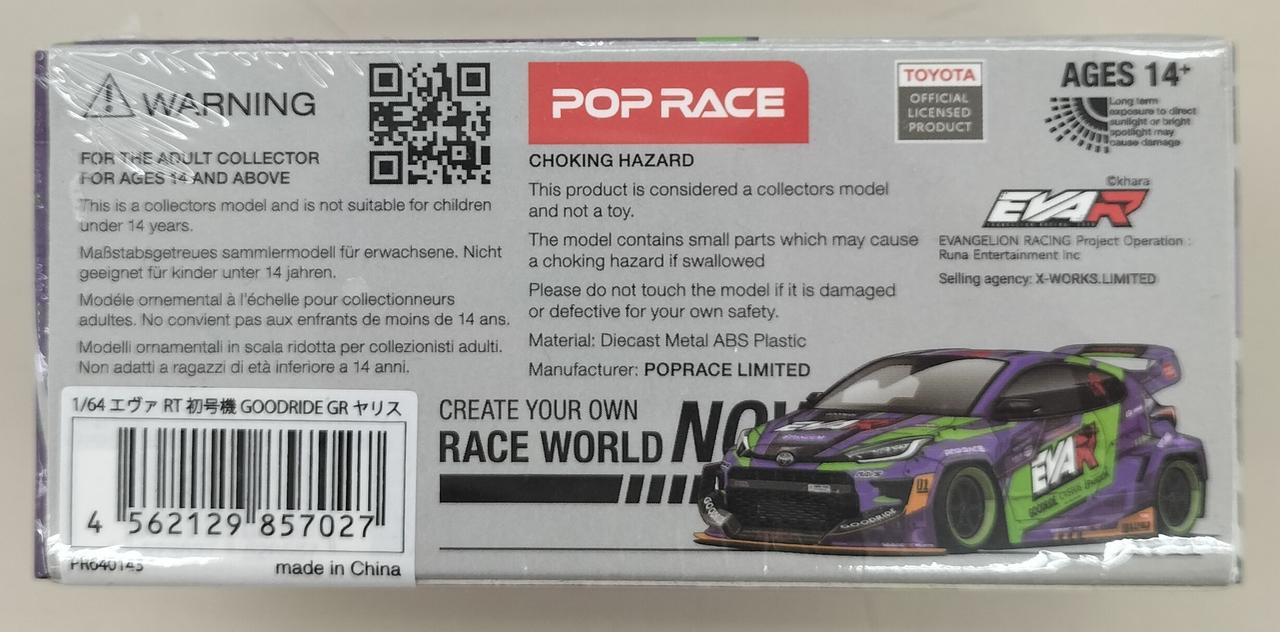 WARNING
FOR THE ADULT COLLECTOR
FOR AGES 14 AND ABOVE
This is a collectors model and is not suitable for children
under 14 years.
Maßstabsgetreues sammlermodell für erwachsene. Nicht
geeignet für kinder unter 14 jahren.
Modéle ornemental à l'échelle pour collectionneurs
adultes. No convient pas aux enfrants de moins de 14 ans.
Modelli ornamentali in scala ridotta per collezionisti adulti.
Non adatti a ragazzi di età inferiore a 14 anni.
1/64 エヴァ RT 初号機 GOODRIDE GR ヤリス
4 562129 857027
PR640143
made in China
POP RACE
CHOKING HAZARD
This product is considered a collectors model
and not a toy.
The model contains small parts which may cause
a choking hazard if swallowed
Please do not touch the model if it is damaged
or defective for your own safety.
Material: Diecast Metal ABS Plastic
Manufacturer: POPRACE LIMITED
CREATE YOUR OWN
RACE WORLD NOW
TOYOTA
OFFICIAL
LICENSED
PRODUCT
AGES 14+
Long term
exposure to direct
sunlight or bright
spotlight may
cause damage
©khara
EVAR
EVANGELION RACING Project Operation :
Runa Entertainment Inc
Selling agency: X-WORKS.LIMITED
EVAR
GOODRIDE
01